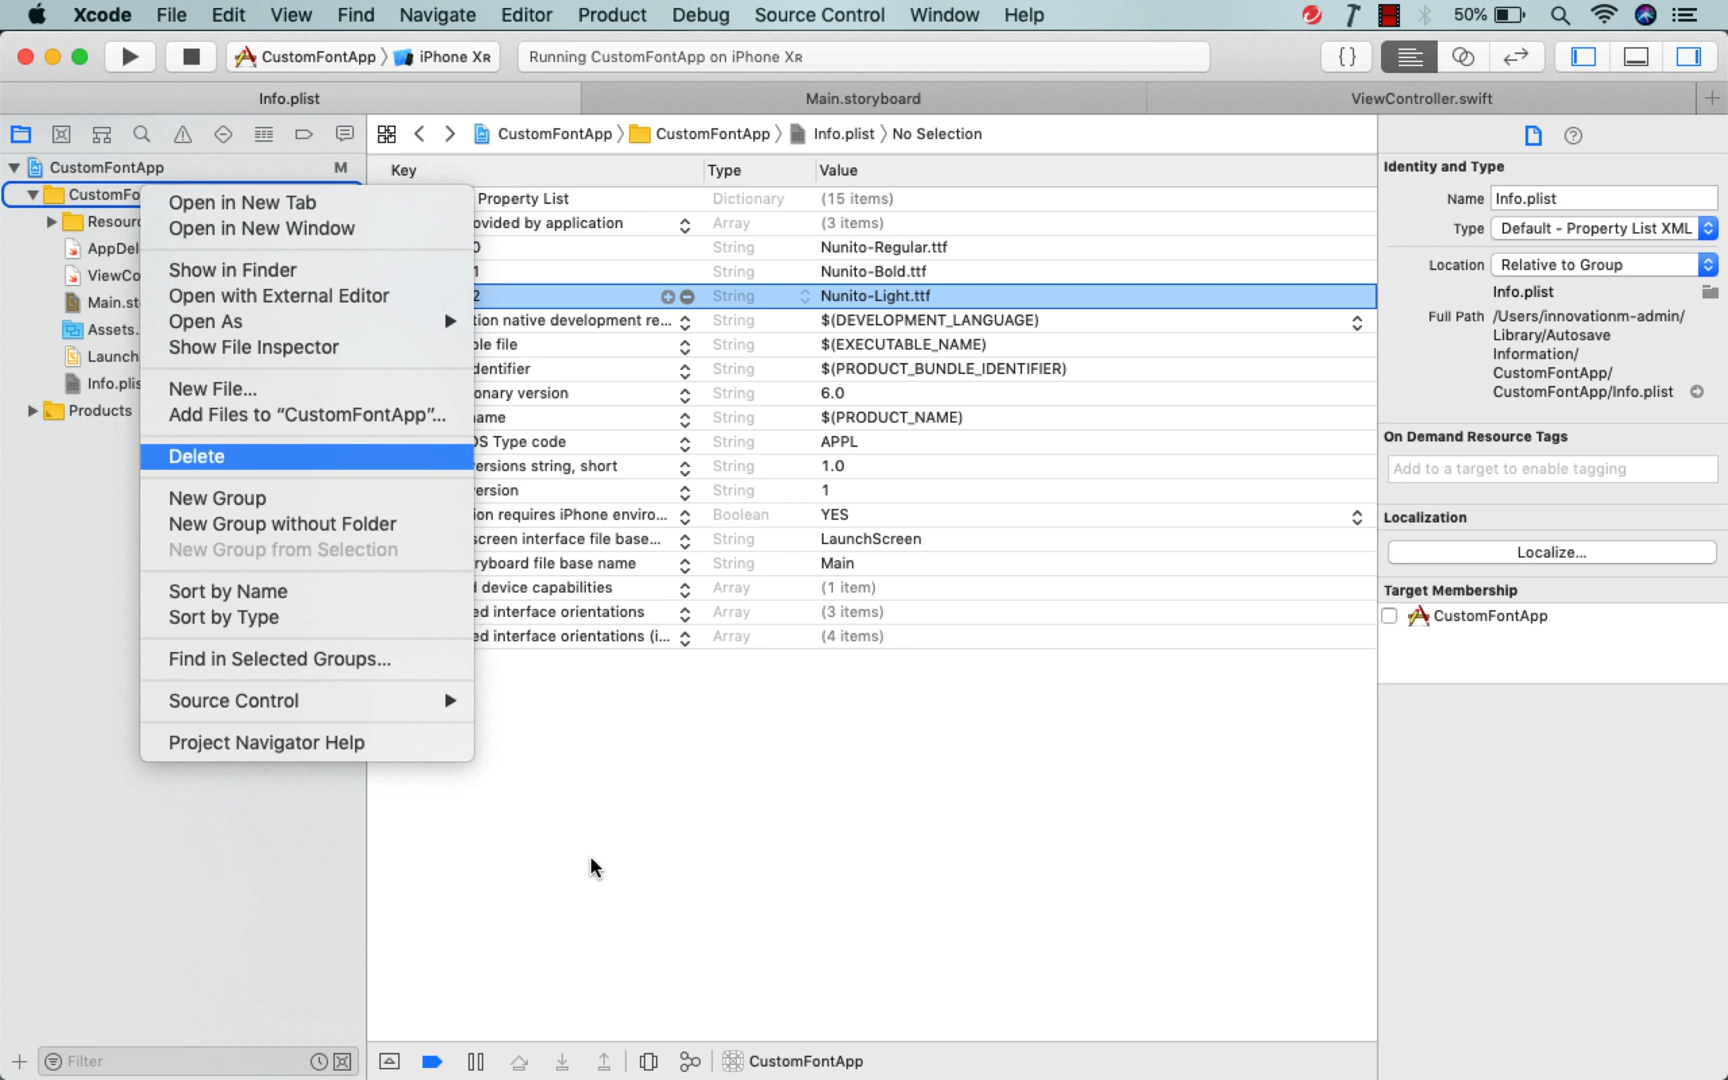 Xcode File Edit View Find Navigate Editor Product Debug Source Control Window Help 50%
CustomFontApp iPhone XR Running CustomFontApp on iPhone XR { }
Info.plist Main.storyboard ViewController.swift
CustomFontApp CustomFontApp Info.plist No Selection
CustomFontApp M
CustomFo
Resour
AppDel
ViewCo
Main.st
Assets.
Launch
Info.plis
Products
Open in New Tab
Open in New Window
Show in Finder
Open with External Editor
Open As
Show File Inspector
New File...
Add Files to “CustomFontApp”...
Delete
New Group
New Group without Folder
New Group from Selection
Sort by Name
Sort by Type
Find in Selected Groups...
Source Control
Project Navigator Help
Key Type Value
Property List Dictionary (15 items)
ovided by application Array (3 items)
0 String Nunito-Regular.ttf
1 String Nunito-Bold.ttf
2 String Nunito-Light.ttf
tion native development re... String $(DEVELOPMENT_LANGUAGE)
ble file String $(EXECUTABLE_NAME)
dentifier String $(PRODUCT_BUNDLE_IDENTIFIER)
onary version String 6.0
name String $(PRODUCT_NAME)
OS Type code String APPL
ersions string, short String 1.0
ersion String 1
ion requires iPhone enviro... Boolean YES
screen interface file base... String LaunchScreen
ryboard file base name String Main
d device capabilities Array (1 item)
ed interface orientations Array (3 items)
ed interface orientations (i... Array (4 items)
Identity and Type
Name Info.plist
Type Default - Property List XML
Location Relative to Group
Info.plist
Full Path /Users/innovationm-admin/
Library/Autosave
Information/
CustomFontApp/
CustomFontApp/Info.plist
On Demand Resource Tags
Add to a target to enable tagging
Localization
Localize...
Target Membership
CustomFontApp
Filter
CustomFontApp